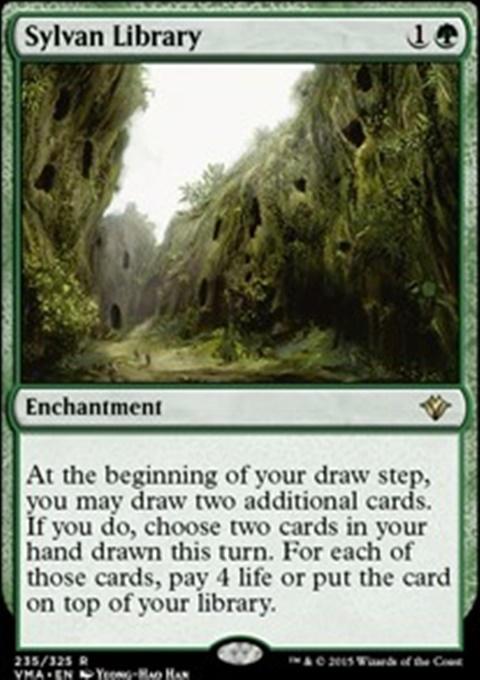 Sylvan Library 1
Enchantment
At the beginning of your draw step,
you may draw two additional cards.
If you do, choose two cards in your
hand drawn this turn. For each of
those cards, pay 4 life or put the card
on top of your library.
235/325 R
VMA • EN Yeong-Hao Han
™ & © 2015 Wizards of the Coast